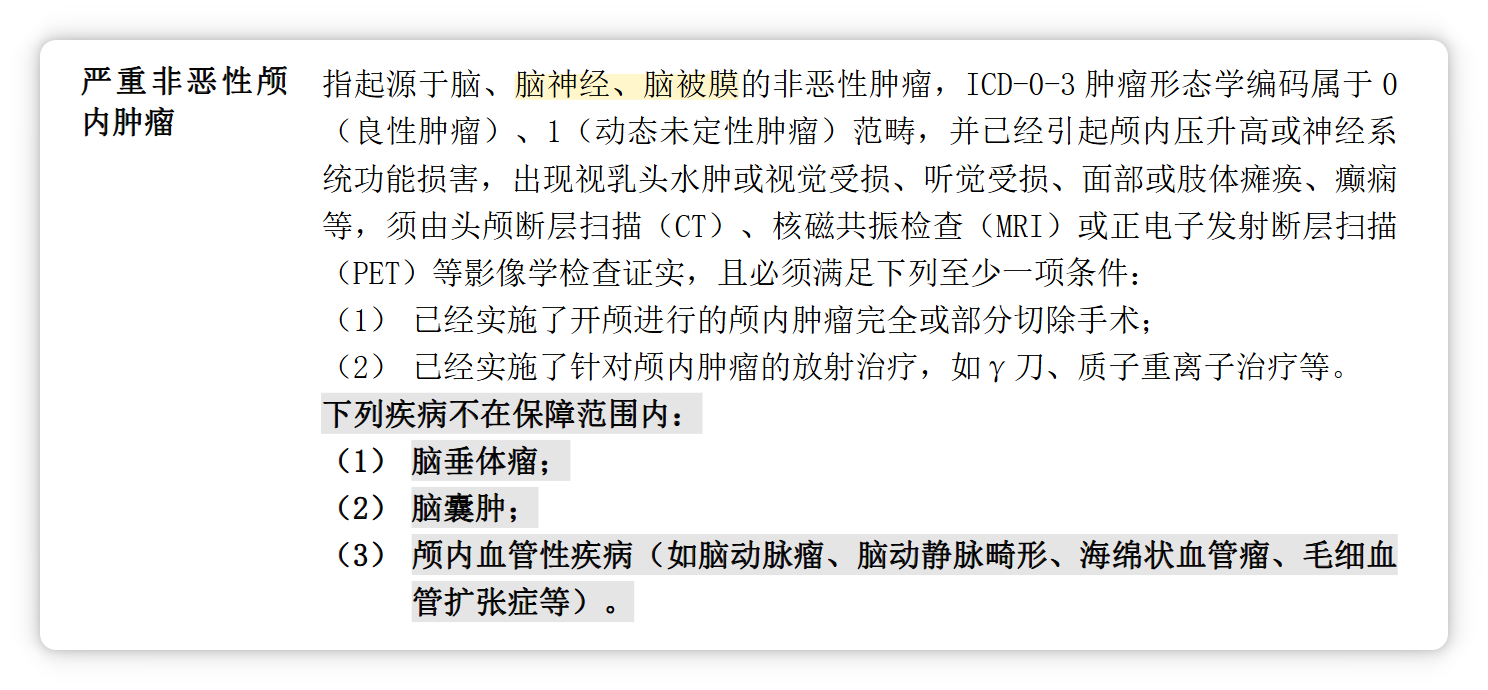 严重非恶性颅
内肿瘤
指起源于脑、脑神经、脑被膜的非恶性肿瘤，ICD-O-3 肿瘤形态学编码属于 0
（良性肿瘤）、1（动态未定性肿瘤）范畴，并已经引起颅内压升高或神经系
统功能损害，出现视乳头水肿或视觉受损、听觉受损、面部或肢体瘫痪、癫痫
等，须由头颅断层扫描（CT）、核磁共振检查（MRI）或正电子发射断层扫描
（PET）等影像学检查证实，且必须满足下列至少一项条件：
（1） 已经实施了开颅进行的颅内肿瘤完全或部分切除手术；
（2） 已经实施了针对颅内肿瘤的放射治疗，如γ刀、质子重离子治疗等。
下列疾病不在保障范围内：
（1） 脑垂体瘤；
（2） 脑囊肿；
（3） 颅内血管性疾病（如脑动脉瘤、脑动静脉畸形、海绵状血管瘤、毛细血
管扩张症等）。